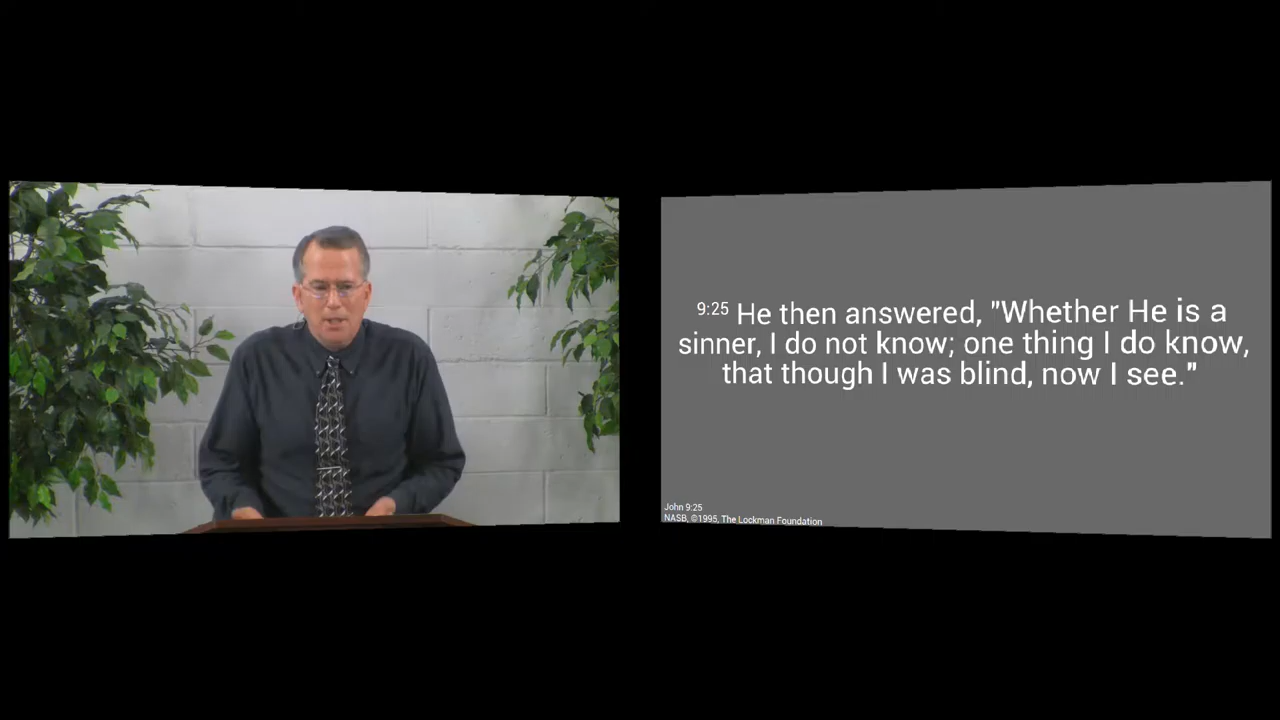 9:25 He then answered, "Whether He is a
sinner, I do not know; one thing I do know,
that though I was blind, now I see."
John 9:25
NASB, ©1995, The Lockman Foundation